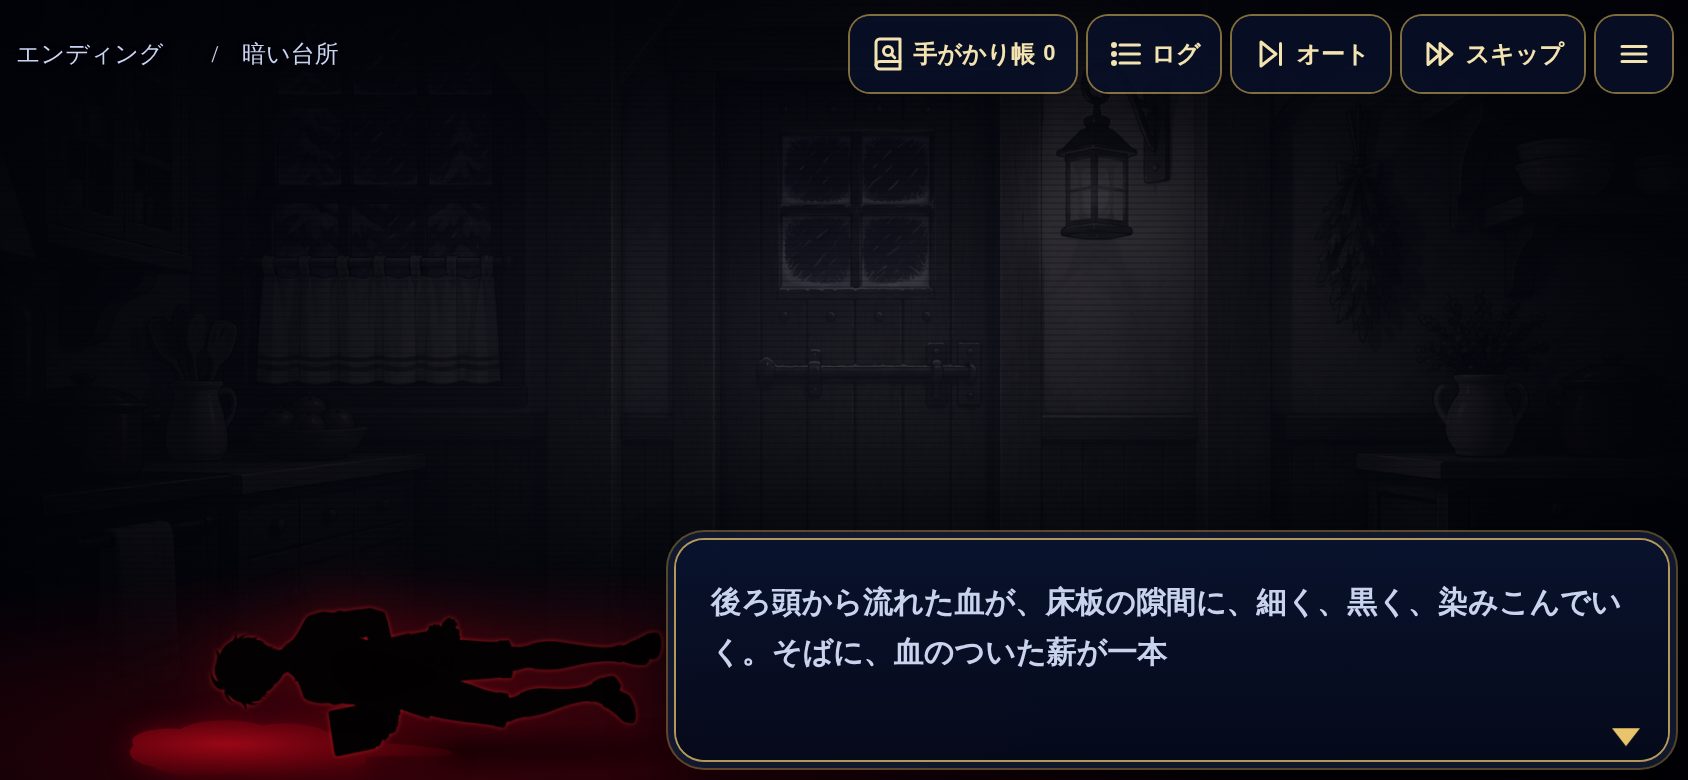 エンディング / 暗い台所
手がかり帳 0
ログ
オート
スキップ
後ろ頭から流れた血が、床板の隙間に、細く、黒く、染みこんでい
く。そばに、血のついた薪が一本